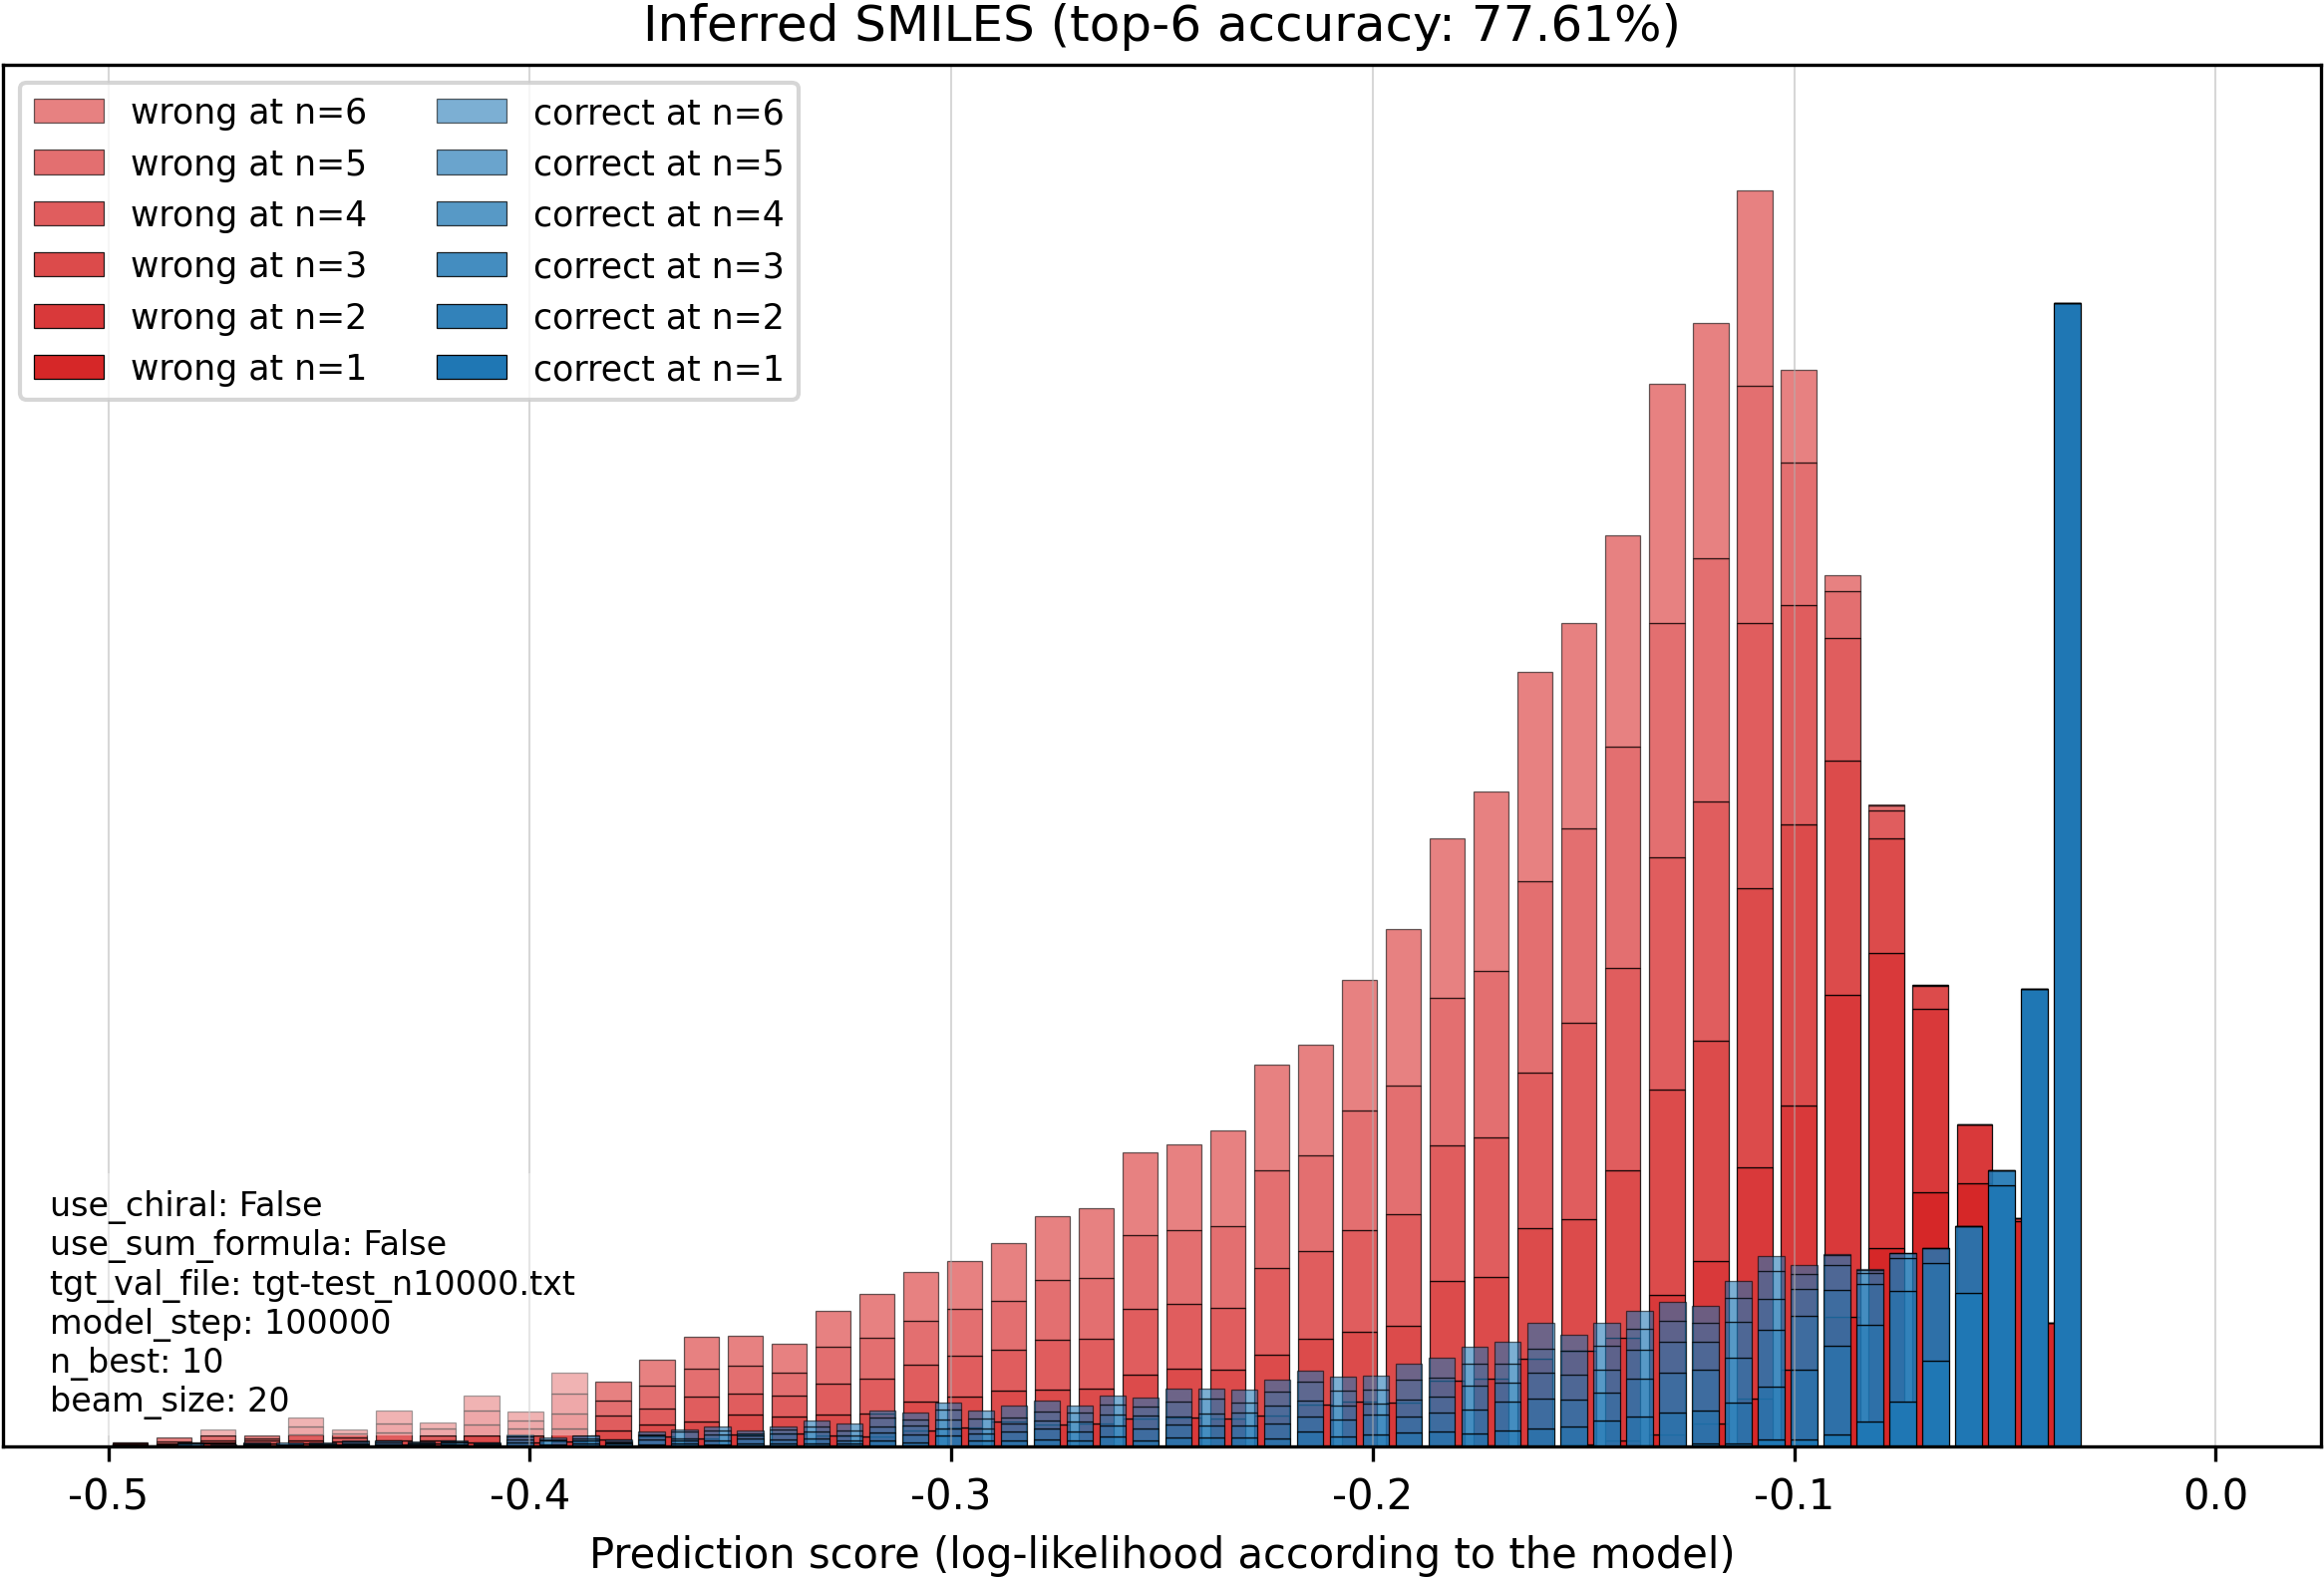 Inferred SMILES (top-6 accuracy: 77.61%)
wrong at n=6
wrong at n=5
wrong at n=4
wrong at n=3
wrong at n=2
wrong at n=1
correct at n=6
correct at n=5
correct at n=4
correct at n=3
correct at n=2
correct at n=1
use_chiral: False
use_sum_formula: False
tgt_val_file: tgt-test_n10000.txt
model_step: 100000
n_best: 10
beam_size: 20
-0.5 -0.4 -0.3 -0.2 -0.1 0.0
Prediction score (log-likelihood according to the model)